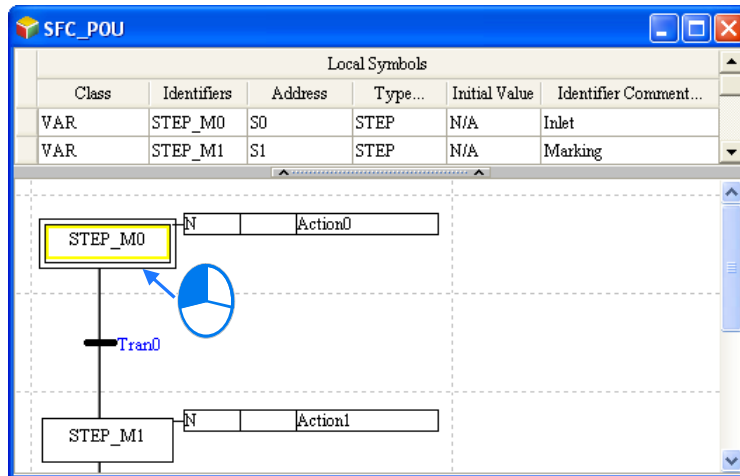 SFC_POU
Local Symbols
Class Identifiers Address Type... Initial Value Identifier Comment...
VAR STEP_M0 S0 STEP N/A Inlet
VAR STEP_M1 S1 STEP N/A Marking
STEP_M0 N Action0
Tran0
STEP_M1 N Action1